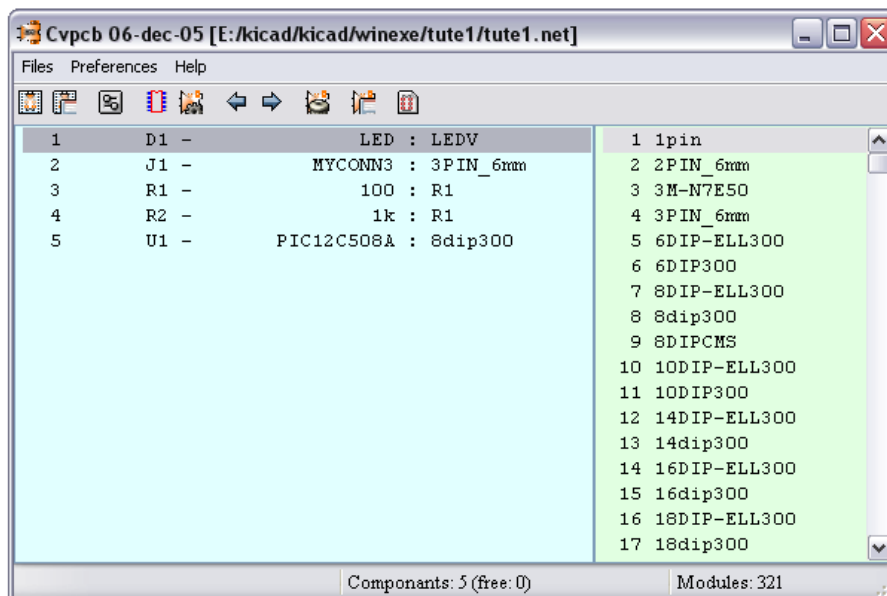 Cvpcb 06-dec-05 [E:/kicad/kicad/winexe/tute1/tute1.net]
Files Preferences Help
1 D1 - LED : LEDV
2 J1 - MYCONN3 : 3PIN_6mm
3 R1 - 100 : R1
4 R2 - 1k : R1
5 U1 - PIC12C508A : 8dip300
1 1pin
2 2PIN_6mm
3 3M-N7E50
4 3PIN_6mm
5 6DIP-ELL300
6 6DIP300
7 8DIP-ELL300
8 8dip300
9 8DIPCMS
10 10DIP-ELL300
11 10DIP300
12 14DIP-ELL300
13 14dip300
14 16DIP-ELL300
15 16dip300
16 18DIP-ELL300
17 18dip300
Componants: 5 (free: 0)
Modules: 321